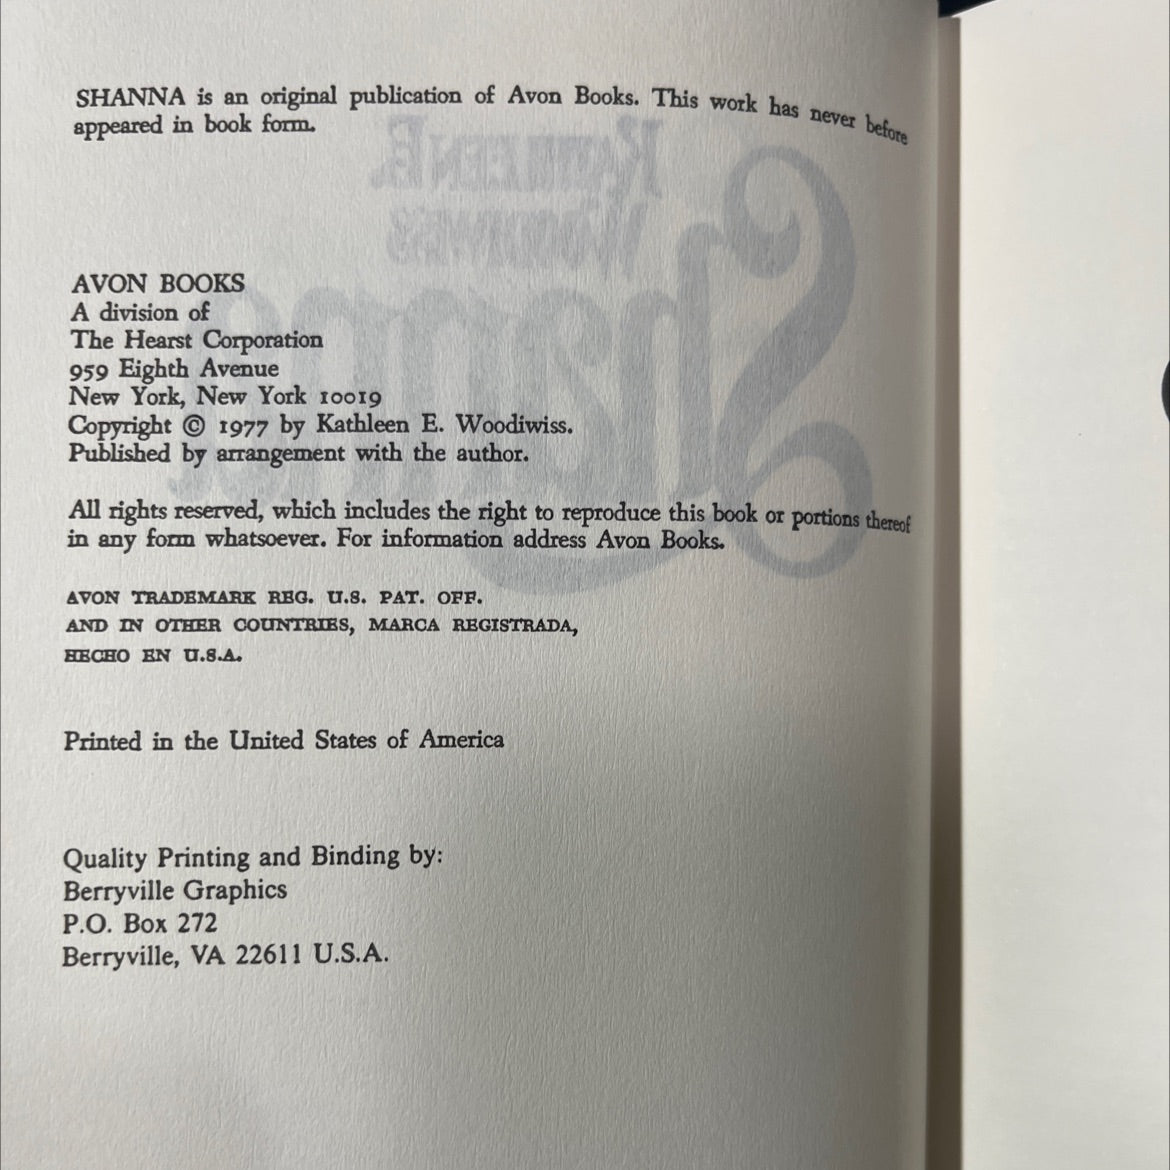 SHANNA is an original publication of Avon Books. This work has never before
appeared in book form.
AVON BOOKS
A division of
The Hearst Corporation
959 Eighth Avenue
New York, New York 10019
Copyright © 1977 by Kathleen E. Woodiwiss.
Published by arrangement with the author.
All rights reserved, which includes the right to reproduce this book or portions thereof
in any form whatsoever. For information address Avon Books.
AVON TRADEMARK REG. U.S. PAT. OFF.
AND IN OTHER COUNTRIES, MARCA REGISTRADA,
HECHO EN U.S.A.
Printed in the United States of America
Quality Printing and Binding by:
Berryville Graphics
P.O. Box 272
Berryville, VA 22611 U.S.A.
KATHLEEN E.
WOODIWISS
Shanna